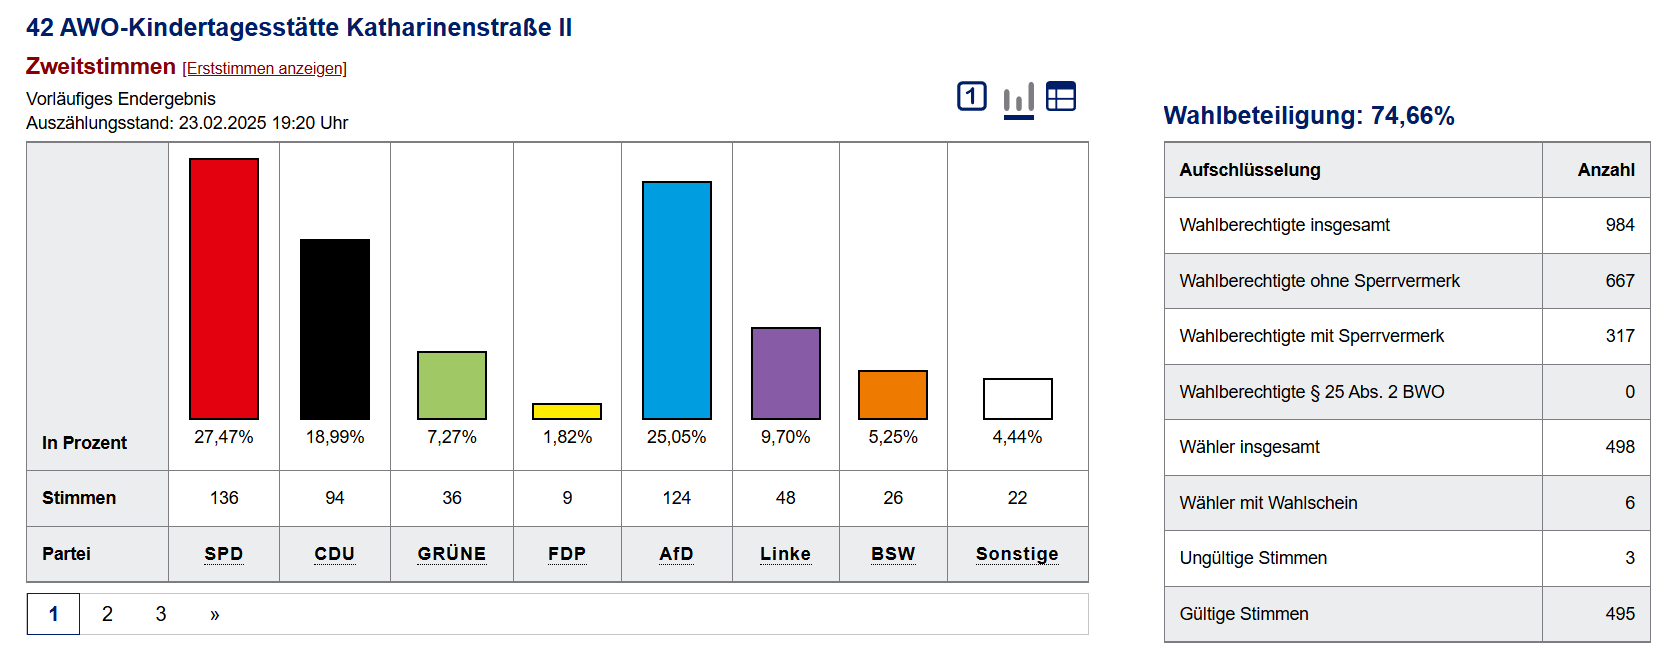 42 AWO-Kindertagesstätte Katharinenstraße II
Zweitstimmen [Erststimmen anzeigen]
Vorläufiges Endergebnis
Auszählungsstand: 23.02.2025 19:20 Uhr
1
In Prozent 27,47% 18,99% 7,27% 1,82% 25,05% 9,70% 5,25% 4,44%
Stimmen 136 94 36 9 124 48 26 22
Partei SPD CDU GRÜNE FDP AfD Linke BSW Sonstige
1 2 3 »
Wahlbeteiligung: 74,66%
Aufschlüsselung Anzahl
Wahlberechtigte insgesamt 984
Wahlberechtigte ohne Sperrvermerk 667
Wahlberechtigte mit Sperrvermerk 317
Wahlberechtigte § 25 Abs. 2 BWO 0
Wähler insgesamt 498
Wähler mit Wahlschein 6
Ungültige Stimmen 3
Gültige Stimmen 495